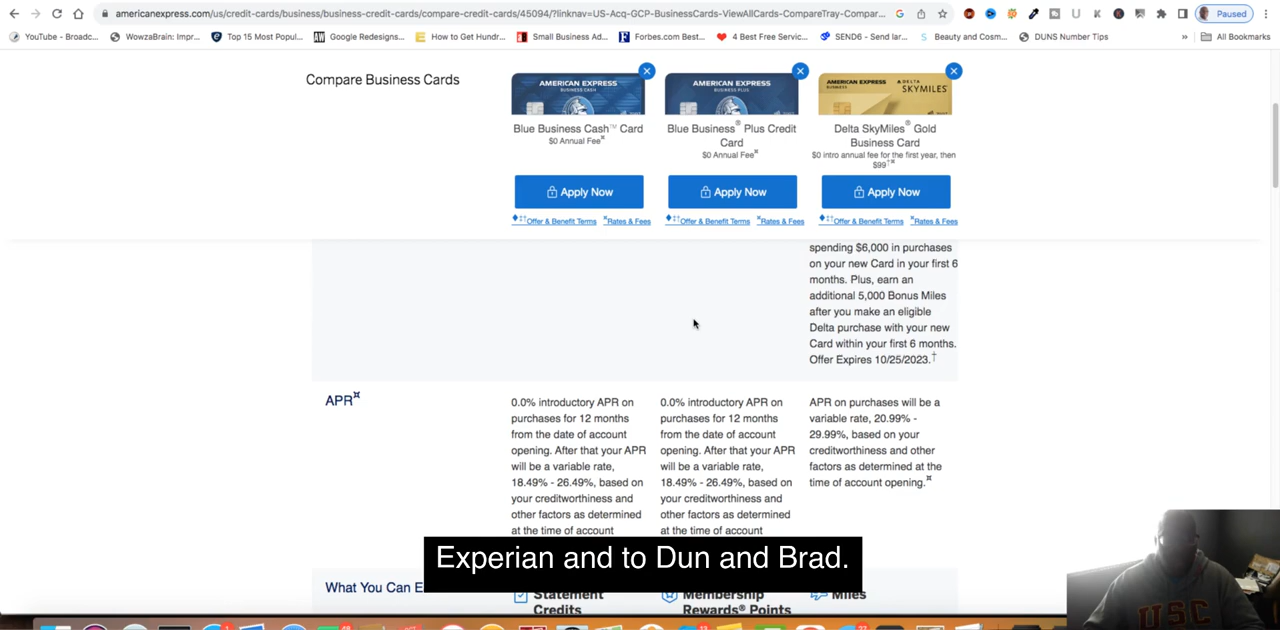 americanexpress.com/us/credit-cards/business/business-credit-cards/compare-credit-cards/45094/?linknav=US-Acq-GCP-BusinessCards-ViewAllCards-CompareTray-Compar...
Paused
YouTube - Broadc...
WowzaBrain: Impr...
Top 15 Most Popul...
Google Redesigns...
How to Get Hundr...
Small Business Ad...
Forbes.com Best...
4 Best Free Servic...
SEND6 - Send lar...
Beauty and Cosm...
DUNS Number Tips
»
All Bookmarks
Compare Business Cards
AMERICAN EXPRESS
BUSINESS CASH
Blue Business Cash™ Card
$0 Annual Fee¤
Apply Now
♦‡†Offer & Benefit Terms
¤Rates & Fees
AMERICAN EXPRESS
BUSINESS PLUS
Blue Business® Plus Credit
Card
$0 Annual Fee¤
Apply Now
♦‡†Offer & Benefit Terms
¤Rates & Fees
AMERICAN EXPRESS
BUSINESS
DELTA
SKYMILES
Delta SkyMiles® Gold
Business Card
$0 intro annual fee for the first year, then
$99†¤
Apply Now
♦‡†Offer & Benefit Terms
¤Rates & Fees
spending $6,000 in purchases
on your new Card in your first 6
months. Plus, earn an
additional 5,000 Bonus Miles
after you make an eligible
Delta purchase with your new
Card within your first 6 months.
Offer Expires 10/25/2023.†
APR¤
0.0% introductory APR on
purchases for 12 months
from the date of account
opening. After that your APR
will be a variable rate,
18.49% - 26.49%, based on
your creditworthiness and
other factors as determined
at the time of account
0.0% introductory APR on
purchases for 12 months
from the date of account
opening. After that your APR
will be a variable rate,
18.49% - 26.49%, based on
your creditworthiness and
other factors as determined
at the time of account
APR on purchases will be a
variable rate, 20.99% -
29.99%, based on your
creditworthiness and other
factors as determined at the
time of account opening.¤
Experian and to Dun and Brad.
What You Can E
Statement
Credits
Membership
Rewards® Points
Miles
USC